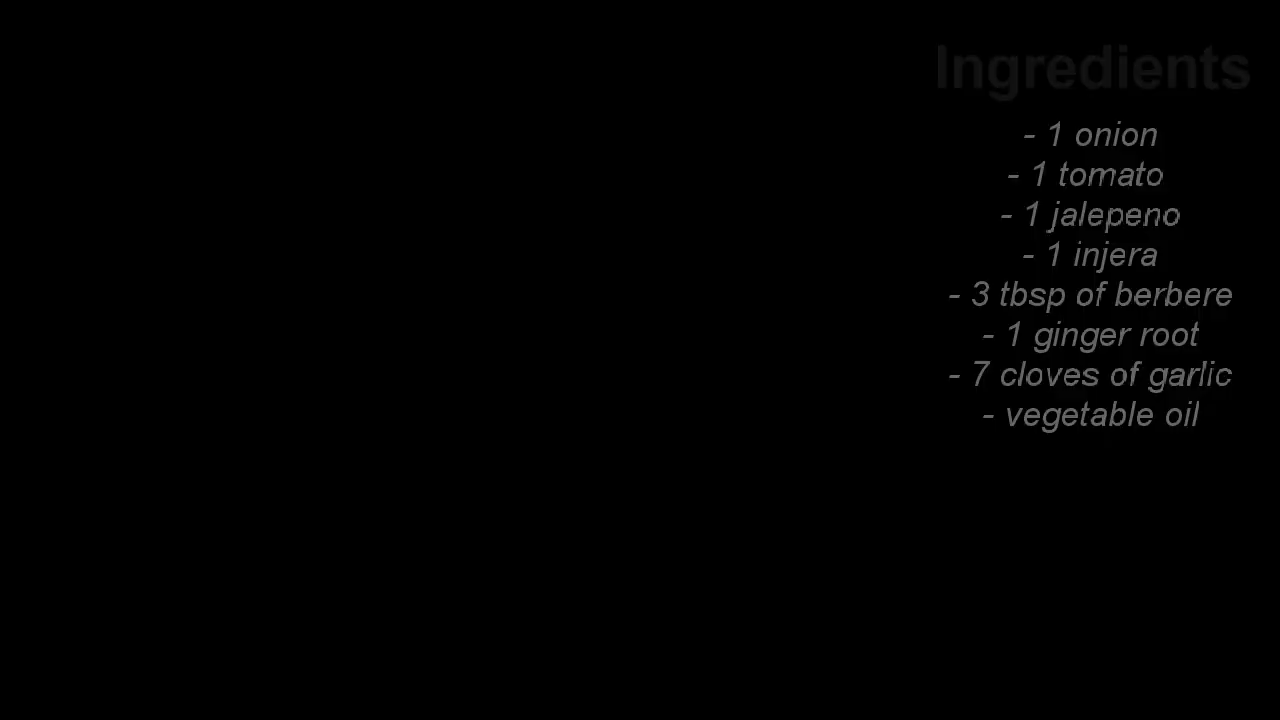 Ingredients
- 1 onion
- 1 tomato
- 1 jalepeno
- 1 injera
- 3 tbsp of berbere
- 1 ginger root
- 7 cloves of garlic
- vegetable oil